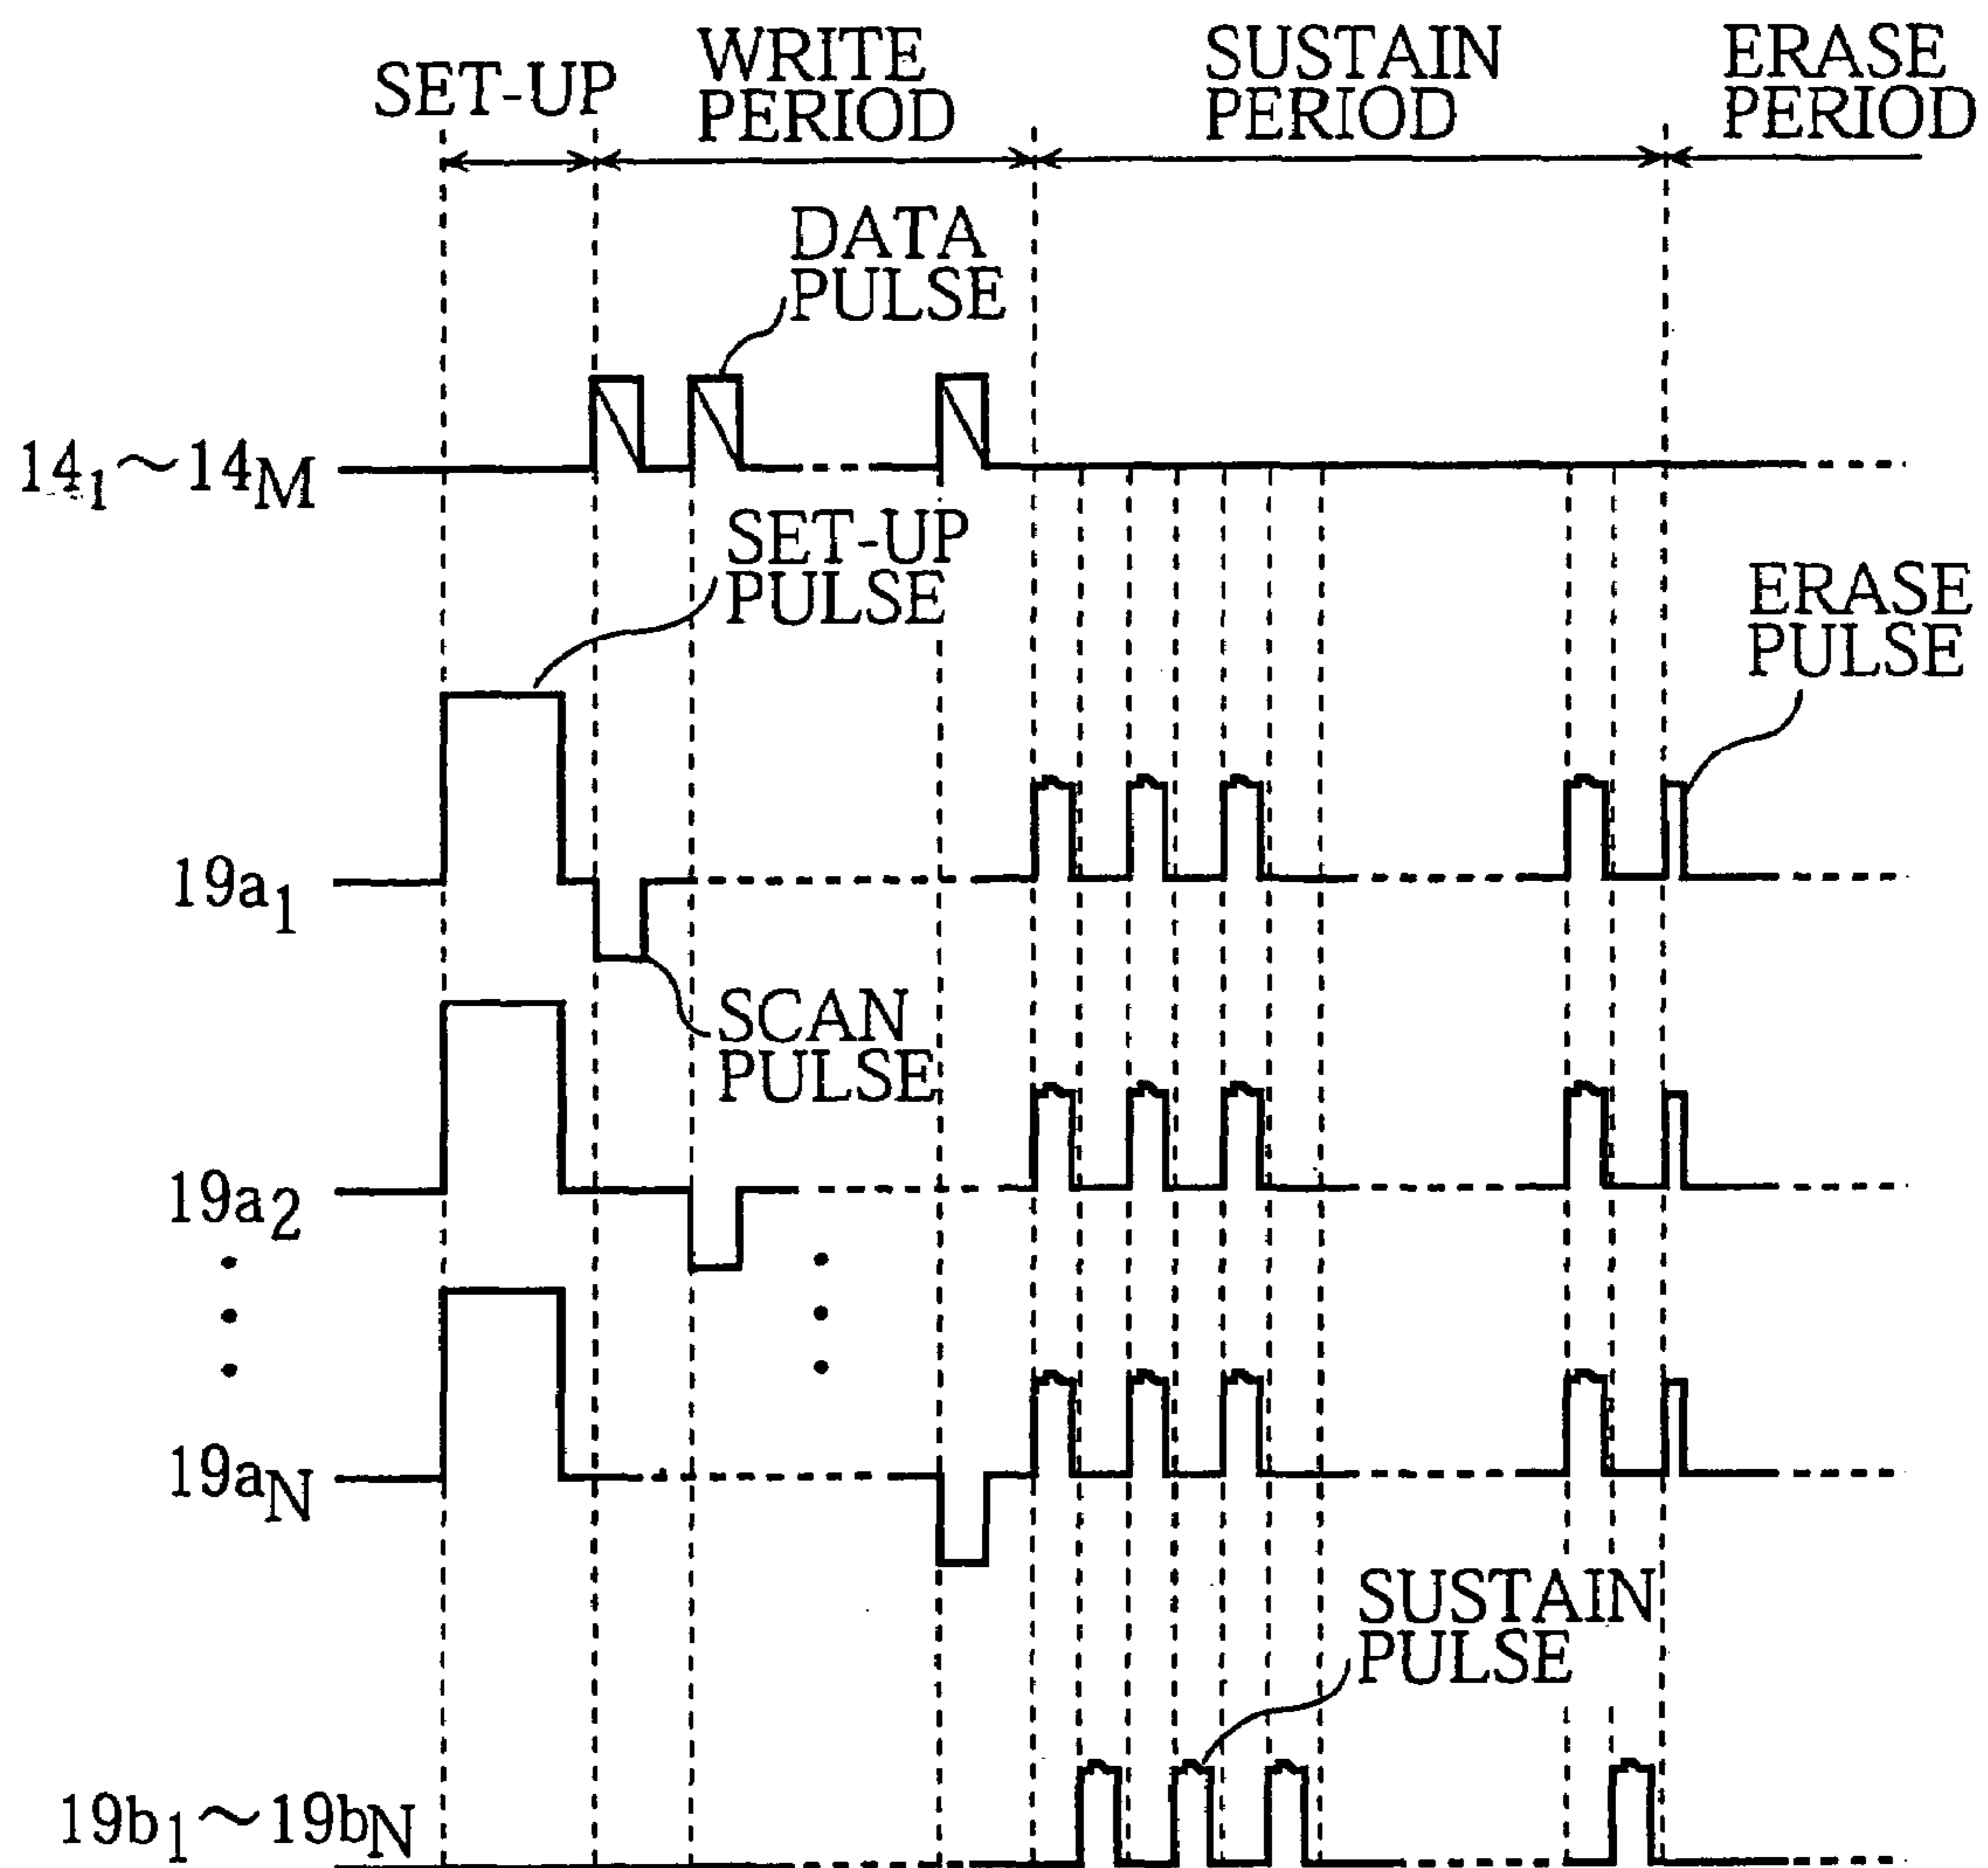 SET-UP
WRITE
PERIOD
SUSTAIN
PERIOD
ERASE
PERIOD
DATA
PULSE
14₁～14M
SET-UP
PULSE
ERASE
PULSE
19a₁
SCAN
PULSE
19a₂
19aN
SUSTAIN
PULSE
19b₁～19bN